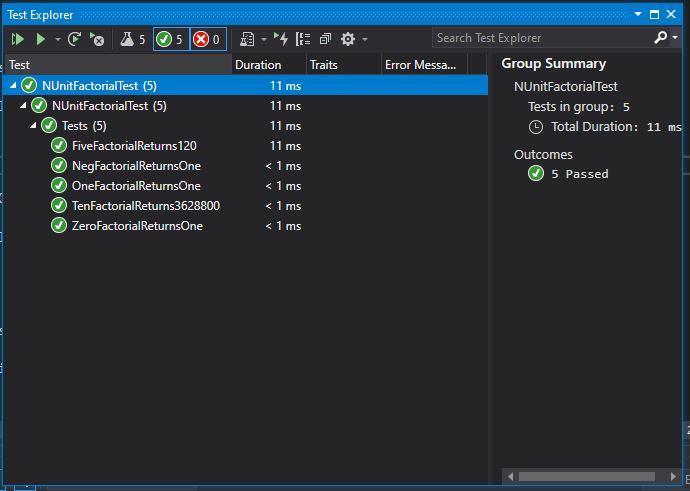 Test Explorer
5 5 0 Search Test Explorer
Test Duration Traits Error Messa...
NUnitFactorialTest (5) 11 ms
NUnitFactorialTest (5) 11 ms
Tests (5) 11 ms
FiveFactorialReturns120 11 ms
NegFactorialReturnsOne < 1 ms
OneFactorialReturnsOne < 1 ms
TenFactorialReturns3628800 < 1 ms
ZeroFactorialReturnsOne < 1 ms
Group Summary
NUnitFactorialTest
Tests in group: 5
Total Duration: 11 ms
Outcomes
5 Passed